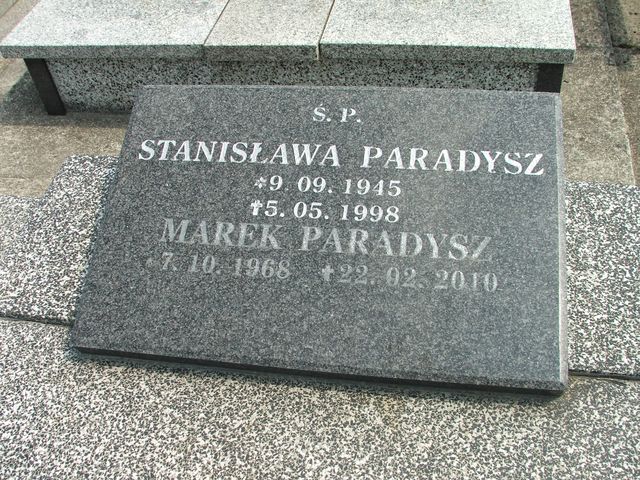 Ś. P.
STANISŁAWA PARADYSZ
*9. 09. 1945
✝5. 05. 1998
MAREK PARADYSZ
*7. 10. 1968 ✝22. 02. 2010